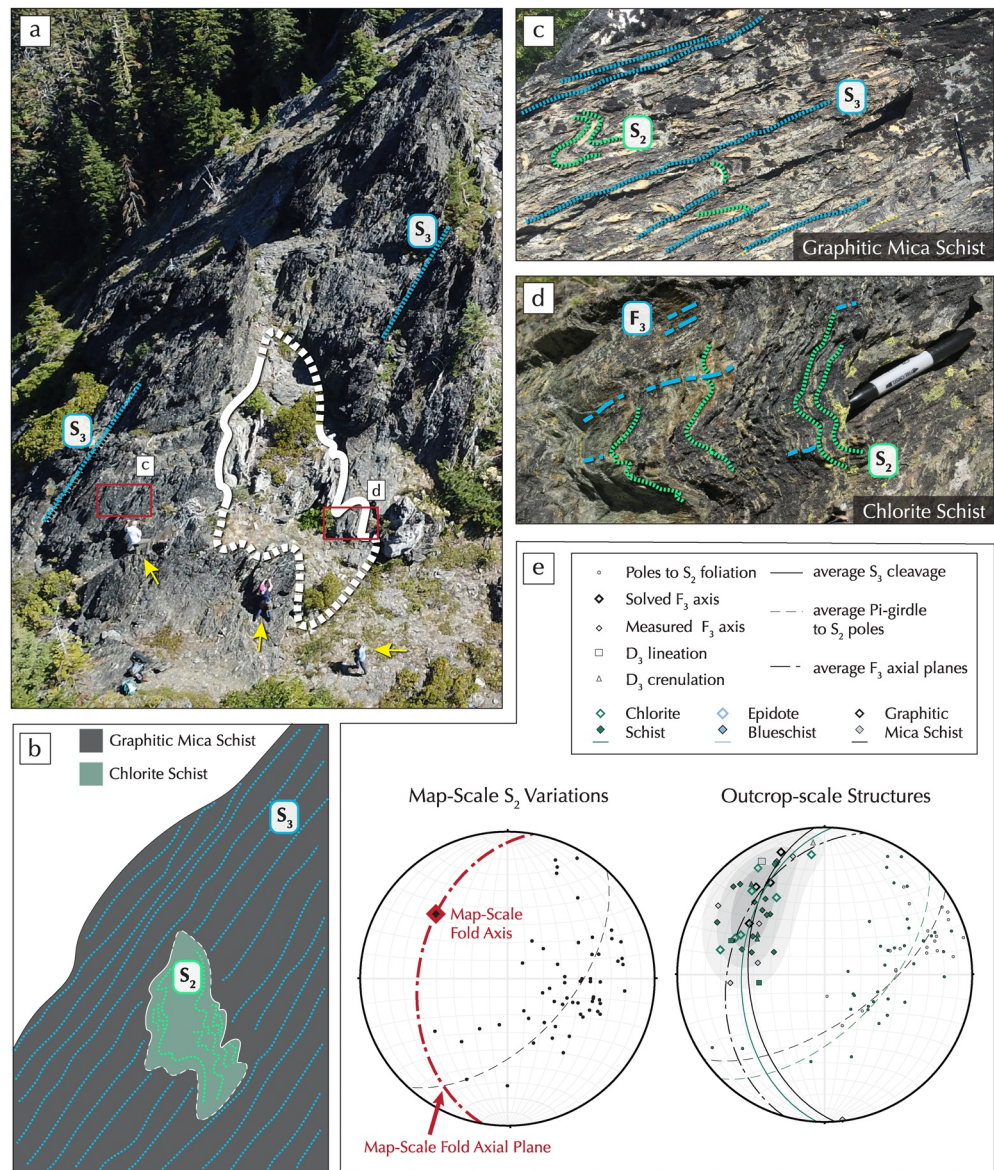 a
S3
S3
c
d
c
S3
S2
Graphitic Mica Schist
d
F3
S2
Chlorite Schist
b
Graphitic Mica Schist
Chlorite Schist
S3
S2
e
Poles to S2 foliation
Solved F3 axis
Measured F3 axis
D3 lineation
D3 crenulation
average S3 cleavage
average Pi-girdle
to S2 poles
average F3 axial planes
Chlorite
Schist
Epidote
Blueschist
Graphitic
Mica Schist
Map-Scale S2 Variations
Map-Scale
Fold Axis
Map-Scale Fold Axial Plane
Outcrop-scale Structures